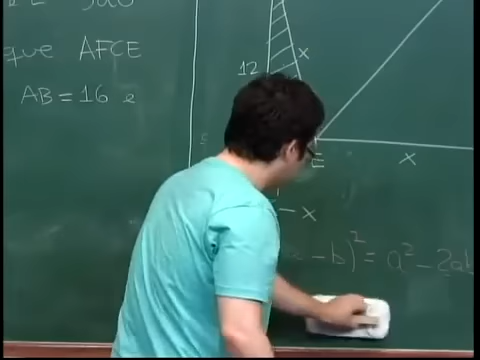 que AFCE
AB = 16 e
12
x
E
x
- x
- b)² = a² - 2ab